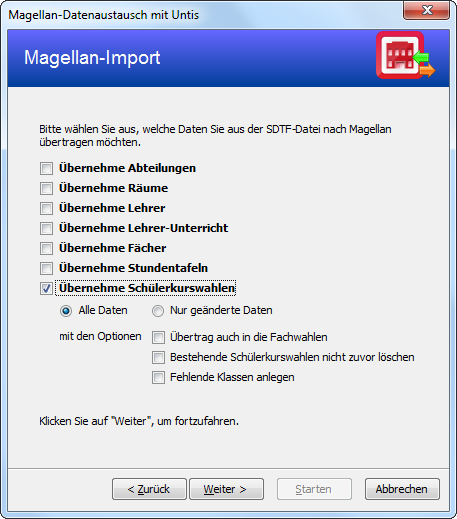 Magellan-Datenaustausch mit Untis
Magellan-Import
Bitte wählen Sie aus, welche Daten Sie aus der SDTF-Datei nach Magellan
übertragen möchten.
Übernehme Abteilungen
Übernehme Räume
Übernehme Lehrer
Übernehme Lehrer-Unterricht
Übernehme Fächer
Übernehme Stundentafeln
Übernehme Schülerkurswahlen
Alle Daten Nur geänderte Daten
mit den Optionen Übertrag auch in die Fachwahlen
Bestehende Schülerkurswahlen nicht zuvor löschen
Fehlende Klassen anlegen
Klicken Sie auf "Weiter", um fortzufahren.
< Zurück Weiter > Starten Abbrechen